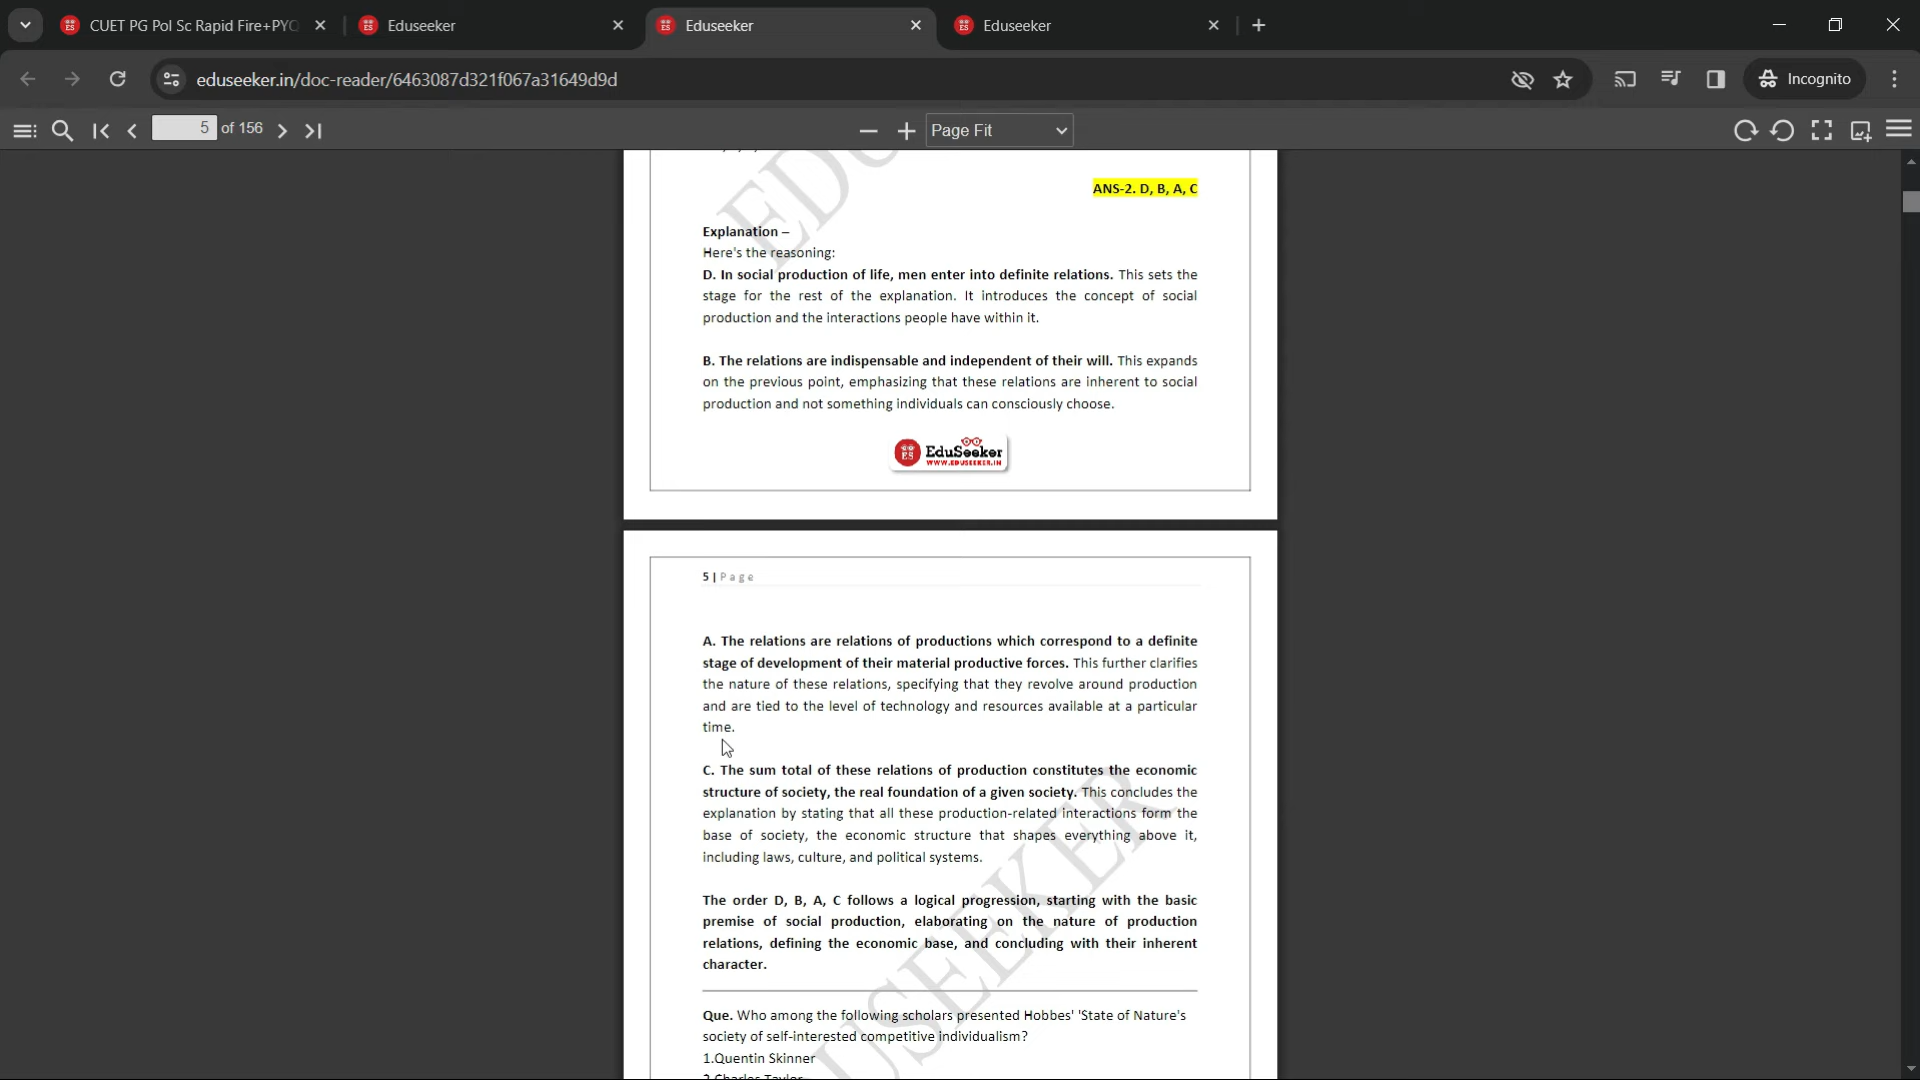 CUET PG Pol Sc Rapid Fire+PYQ
Eduseeker
Eduseeker
Eduseeker
eduseeker.in/doc-reader/6463087d321f067a31649d9d
Incognito
5 of 156
Page Fit
ANS-2. D, B, A, C
Explanation –
Here's the reasoning:
D. In social production of life, men enter into definite relations. This sets the
stage for the rest of the explanation. It introduces the concept of social
production and the interactions people have within it.
B. The relations are indispensable and independent of their will. This expands
on the previous point, emphasizing that these relations are inherent to social
production and not something individuals can consciously choose.
ES EduSeeker
WWW.EDUSEEKER.IN
5 | Page
A. The relations are relations of productions which correspond to a definite
stage of development of their material productive forces. This further clarifies
the nature of these relations, specifying that they revolve around production
and are tied to the level of technology and resources available at a particular
time.
C. The sum total of these relations of production constitutes the economic
structure of society, the real foundation of a given society. This concludes the
explanation by stating that all these production-related interactions form the
base of society, the economic structure that shapes everything above it,
including laws, culture, and political systems.
The order D, B, A, C follows a logical progression, starting with the basic
premise of social production, elaborating on the nature of production
relations, defining the economic base, and concluding with their inherent
character.
Que. Who among the following scholars presented Hobbes' 'State of Nature's
society of self-interested competitive individualism?
1.Quentin Skinner
2.Charles Taylor
EDU
USEEKER